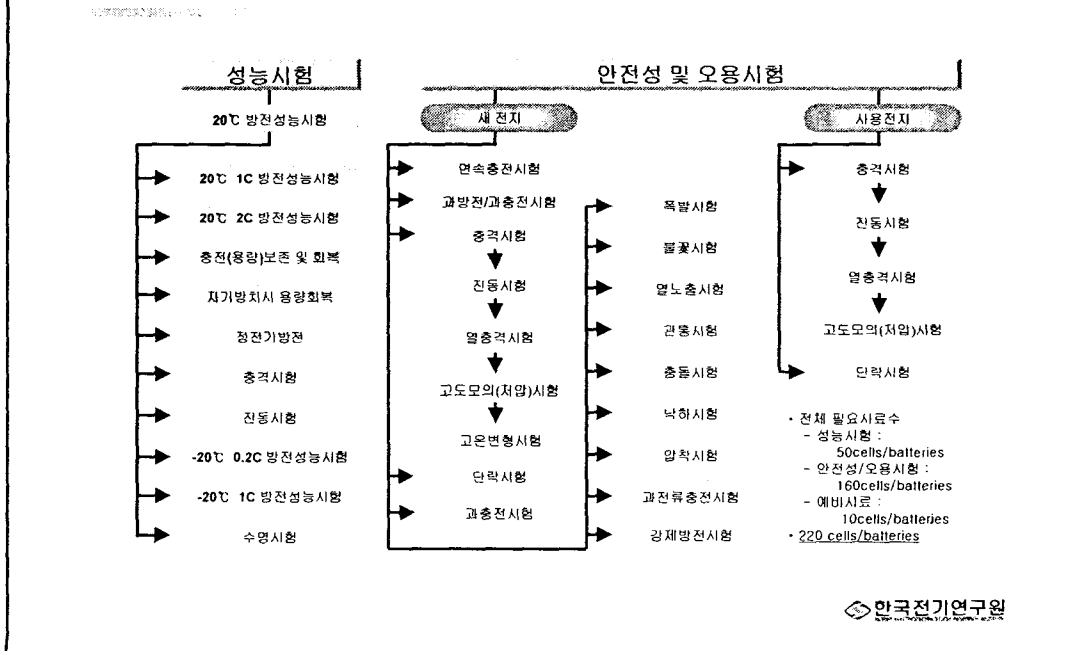 성능시험
20℃ 방전성능시험
20℃ 1C 방전성능시험
20℃ 2C 방전성능시험
충전(용량)보존 및 회복
자기방치시 용량회복
정전기방전
충격시험
진동시험
-20℃ 0.2C 방전성능시험
-20℃ 1C 방전성능시험
수명시험
안전성 및 오용시험
새 전지
연속충전시험
과방전/과충전시험
충격시험
진동시험
열충격시험
고도모의(저압)시험
고온변형시험
단락시험
과충전시험
폭발시험
불꽃시험
열노출시험
관통시험
충돌시험
낙하시험
압착시험
과전류충전시험
강제방전시험
사용전지
충격시험
진동시험
열충격시험
고도모의(저압)시험
단락시험
• 전체 필요시료수
- 성능시험 :
50cells/batteries
- 안전성/오용시험 :
160cells/batteries
- 예비시료 :
10cells/batteries
• 220 cells/batteries
한국전기연구원